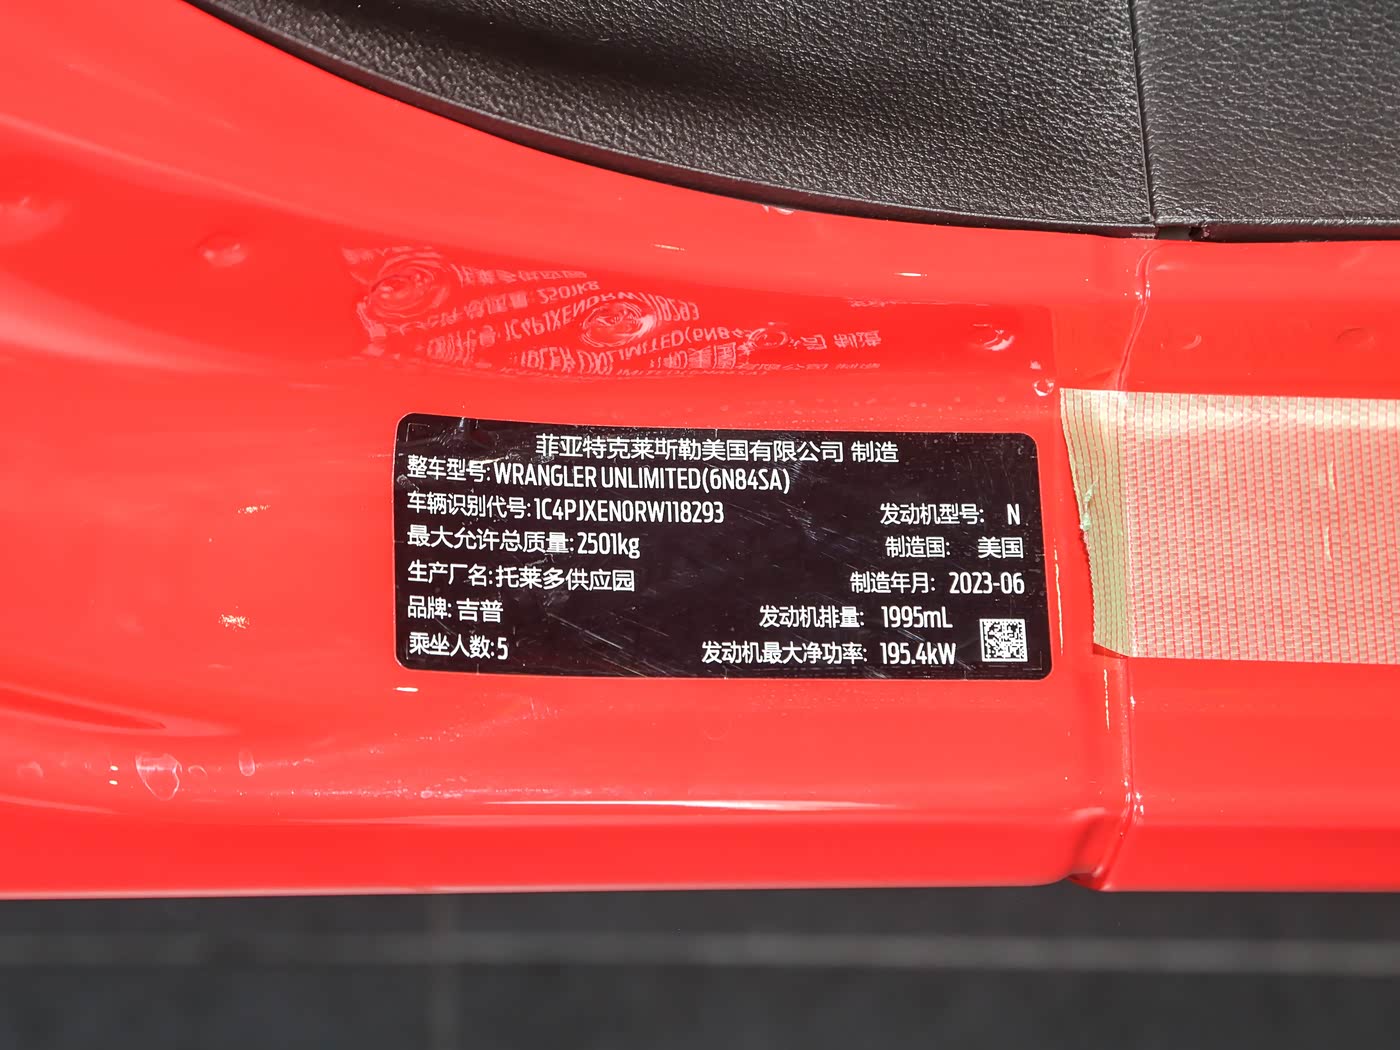 菲亚特克莱斯勒美国有限公司 制造
整车型号: WRANGLER UNLIMITED(6N84SA)
车辆识别代号: 1C4PJXEN0RW118293 发动机型号: N
最大允许总质量: 2501kg 制造国: 美国
生产厂名: 托莱多供应园 制造年月: 2023-06
品牌: 吉普 发动机排量: 1995mL
乘坐人数: 5 发动机最大净功率: 195.4kW